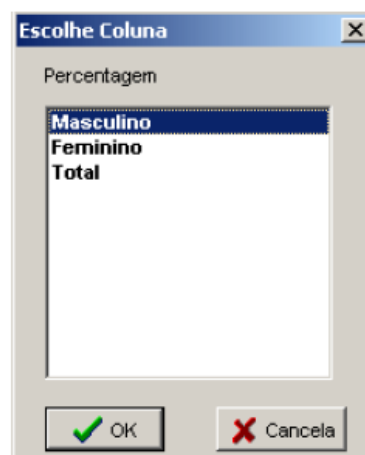 Escolhe Coluna
Percentagem
Masculino
Feminino
Total
OK
Cancela